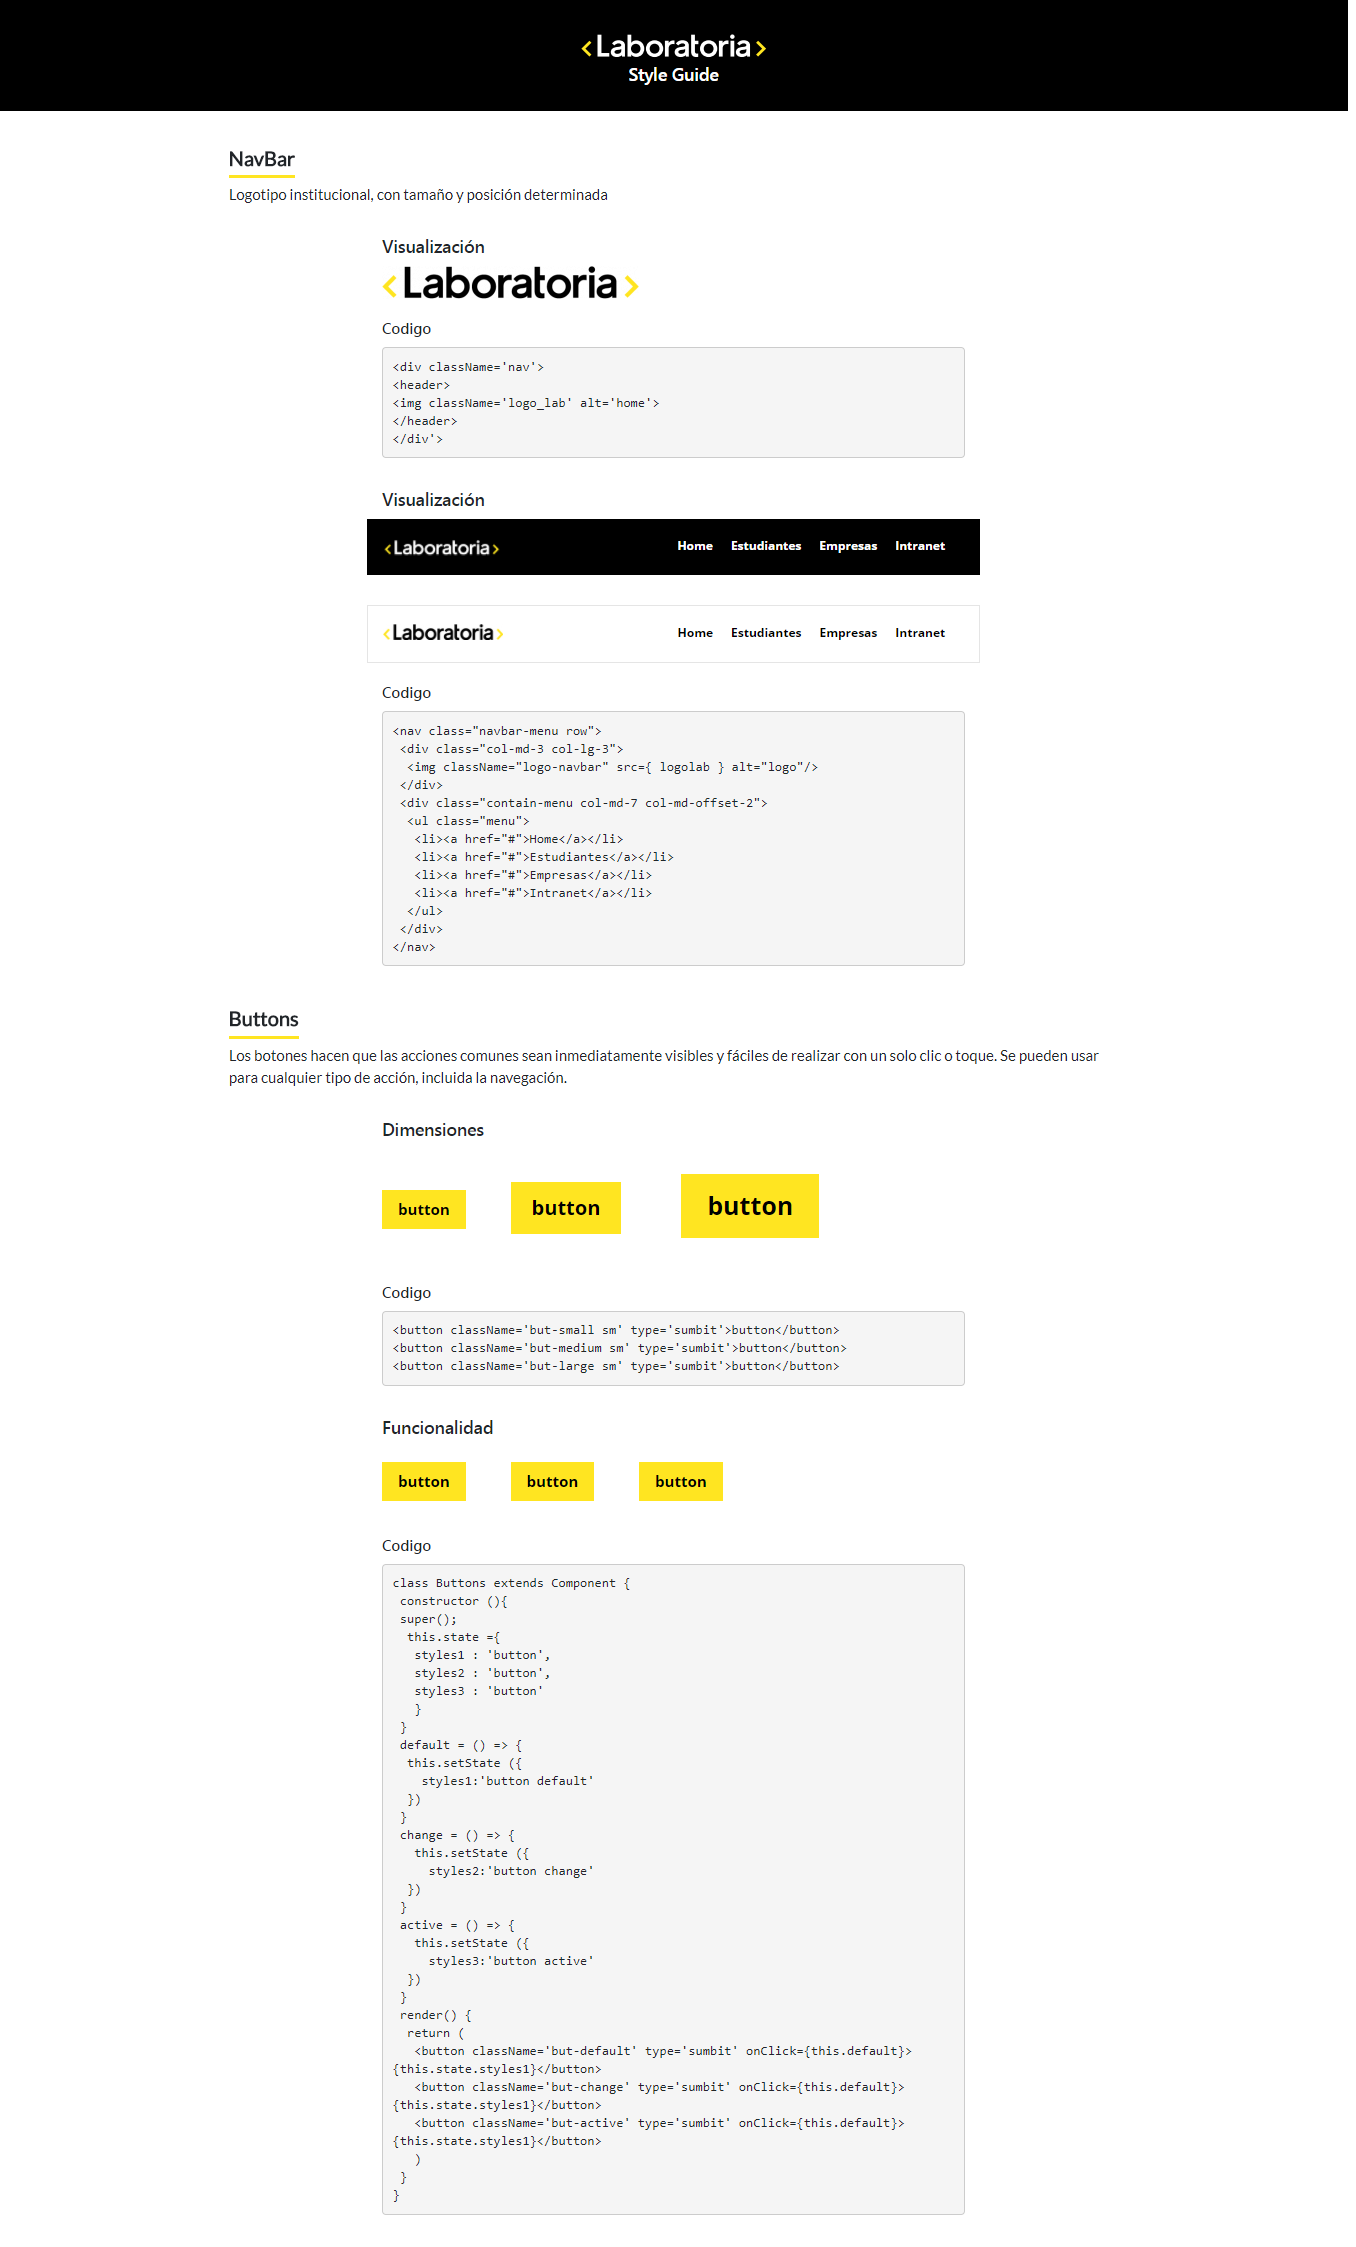 <Laboratoria>
Style Guide
NavBar
Logotipo institucional, con tamaño y posición determinada
Visualización
<Laboratoria>
Codigo
<div className='nav'>
<header>
<img className='logo_lab' alt='home'>
</header>
</div'>
Visualización
<Laboratoria> Home Estudiantes Empresas Intranet
<Laboratoria> Home Estudiantes Empresas Intranet
Codigo
<nav class="navbar-menu row">
 <div class="col-md-3 col-lg-3">
  <img className="logo-navbar" src={ logolab } alt="logo"/>
 </div>
 <div class="contain-menu col-md-7 col-md-offset-2">
  <ul class="menu">
   <li><a href="#">Home</a></li>
   <li><a href="#">Estudiantes</a></li>
   <li><a href="#">Empresas</a></li>
   <li><a href="#">Intranet</a></li>
  </ul>
 </div>
</nav>
Buttons
Los botones hacen que las acciones comunes sean inmediatamente visibles y fáciles de realizar con un solo clic o toque. Se pueden usar
para cualquier tipo de acción, incluida la navegación.
Dimensiones
button button button
Codigo
<button className='but-small sm' type='sumbit'>button</button>
<button className='but-medium sm' type='sumbit'>button</button>
<button className='but-large sm' type='sumbit'>button</button>
Funcionalidad
button button button
Codigo
class Buttons extends Component {
 constructor (){
 super();
  this.state ={
   styles1 : 'button',
   styles2 : 'button',
   styles3 : 'button'
   }
 }
 default = () => {
  this.setState ({
    styles1:'button default'
  })
 }
 change = () => {
   this.setState ({
     styles2:'button change'
  })
 }
 active = () => {
   this.setState ({
     styles3:'button active'
  })
 }
 render() {
  return (
   <button className='but-default' type='sumbit' onClick={this.default}>
{this.state.styles1}</button>
   <button className='but-change' type='sumbit' onClick={this.default}>
{this.state.styles1}</button>
   <button className='but-active' type='sumbit' onClick={this.default}>
{this.state.styles1}</button>
   )
 }
}